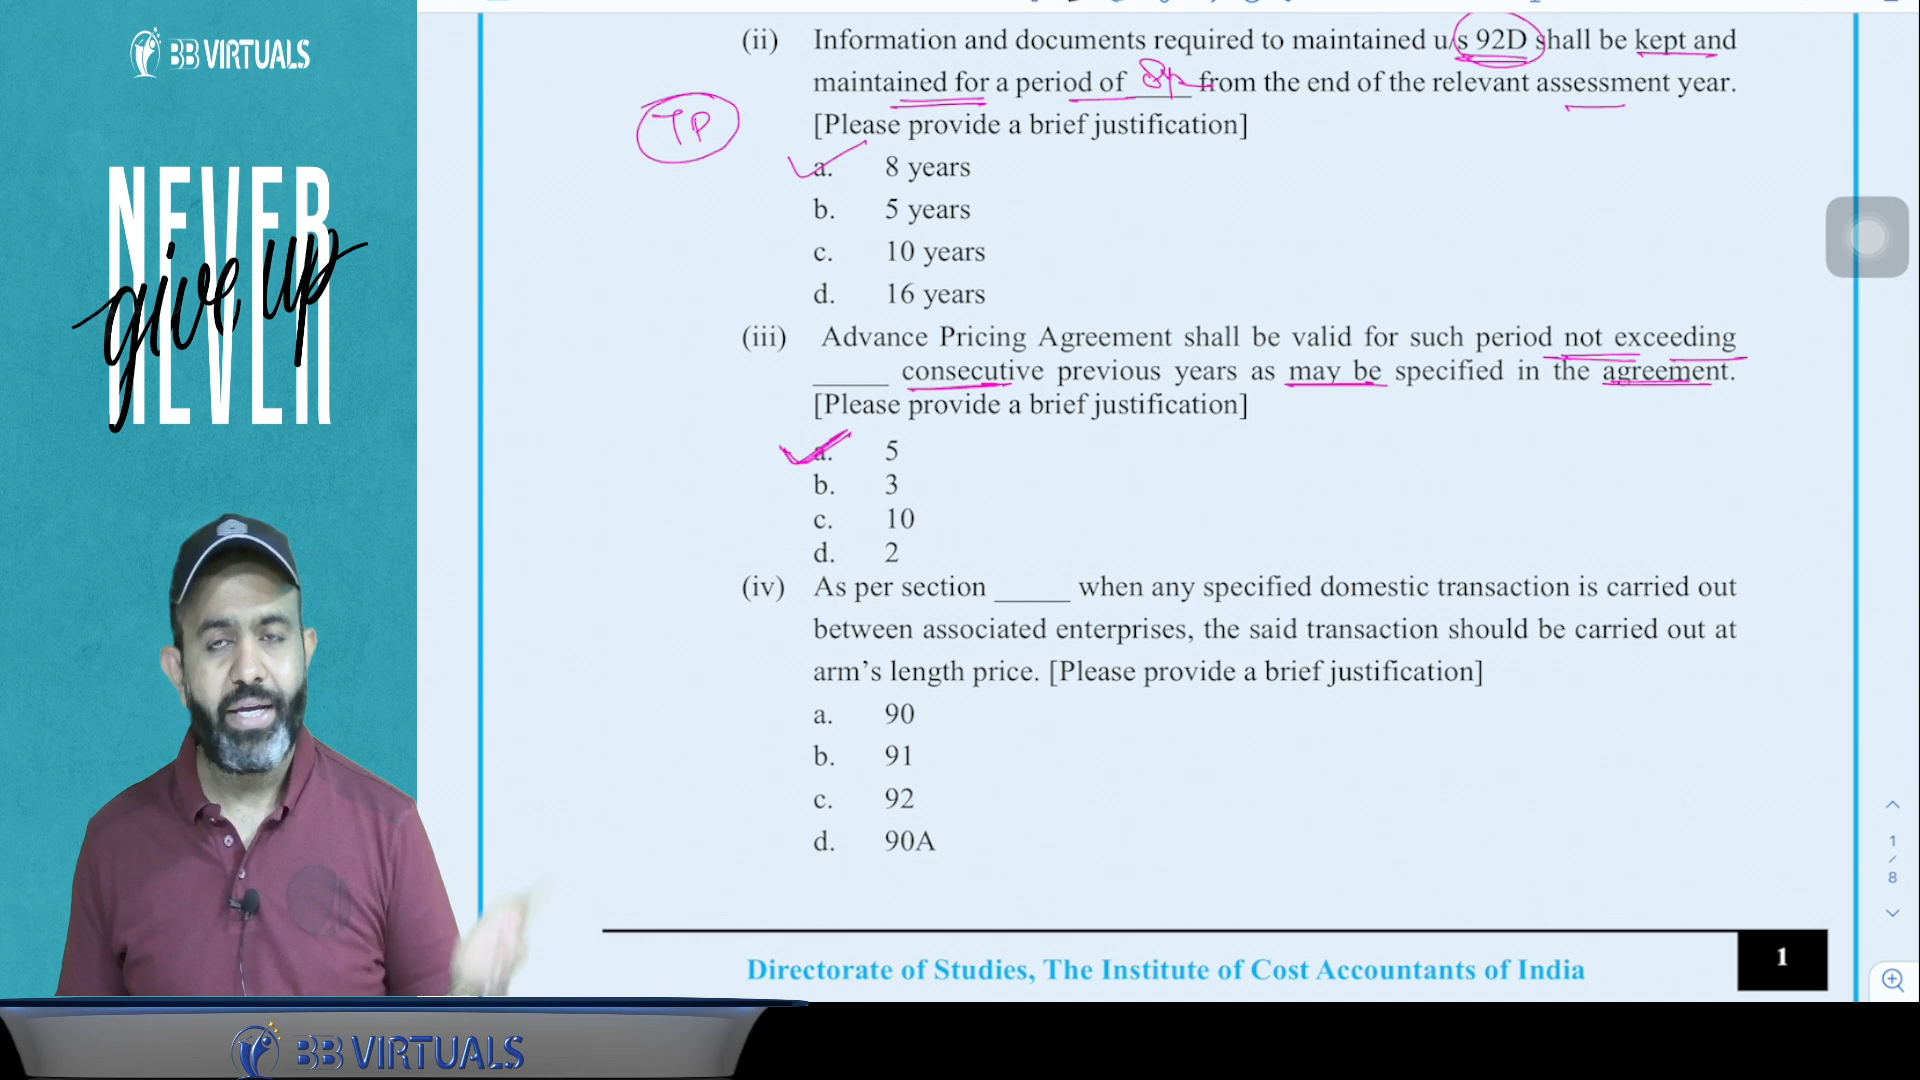 BB VIRTUALS
NEVER
give up
NEVER
(ii) Information and documents required to maintained u/s 92D shall be kept and
maintained for a period of 8y from the end of the relevant assessment year.
TP
[Please provide a brief justification]
a. 8 years
b. 5 years
c. 10 years
d. 16 years
(iii) Advance Pricing Agreement shall be valid for such period not exceeding
_____ consecutive previous years as may be specified in the agreement.
[Please provide a brief justification]
a. 5
b. 3
c. 10
d. 2
(iv) As per section _____ when any specified domestic transaction is carried out
between associated enterprises, the said transaction should be carried out at
arm’s length price. [Please provide a brief justification]
a. 90
b. 91
c. 92
d. 90A
1
/
8
Directorate of Studies, The Institute of Cost Accountants of India
1
BB VIRTUALS